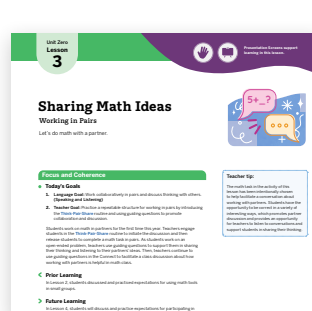 Unit Zero
Lesson
3
Presentation Screens support
learning in this lesson.
Sharing Math Ideas
Working in Pairs
Let's do math with a partner.
5+_?
Focus and Coherence
Today's Goals
1. Language Goal: Work collaboratively in pairs and discuss thinking with others.
(Speaking and Listening)
2. Teacher Goal: Practice a repeatable structure for working in pairs by introducing
the Think-Pair-Share routine and using guiding questions to promote
collaboration and discussion.
Students work on math in partners for the first time this year. Teachers engage
students in the Think-Pair-Share routine to initiate the discussion and then
release students to complete a math task in pairs. As students work on an
open-ended problem, teachers use guiding questions to support them in sharing
their thinking and listening to their partners' ideas. Then, teachers continue to
use guiding questions in the Connect to facilitate a class discussion about how
working with partners is helpful in math class.
Prior Learning
In Lesson 2, students discussed and practiced expectations for using math tools
in small groups.
Future Learning
In Lesson 4, students will discuss and practice expectations for participating in
Teacher tip:
The math task in the activity of this
lesson has been intentionally chosen
to help facilitate conversation about
working with partners. Students have the
opportunity to be correct in a variety of
interesting ways, which promotes partner
discussion and provides an opportunity
for teachers to listen to conversations and
support students in sharing their thinking.